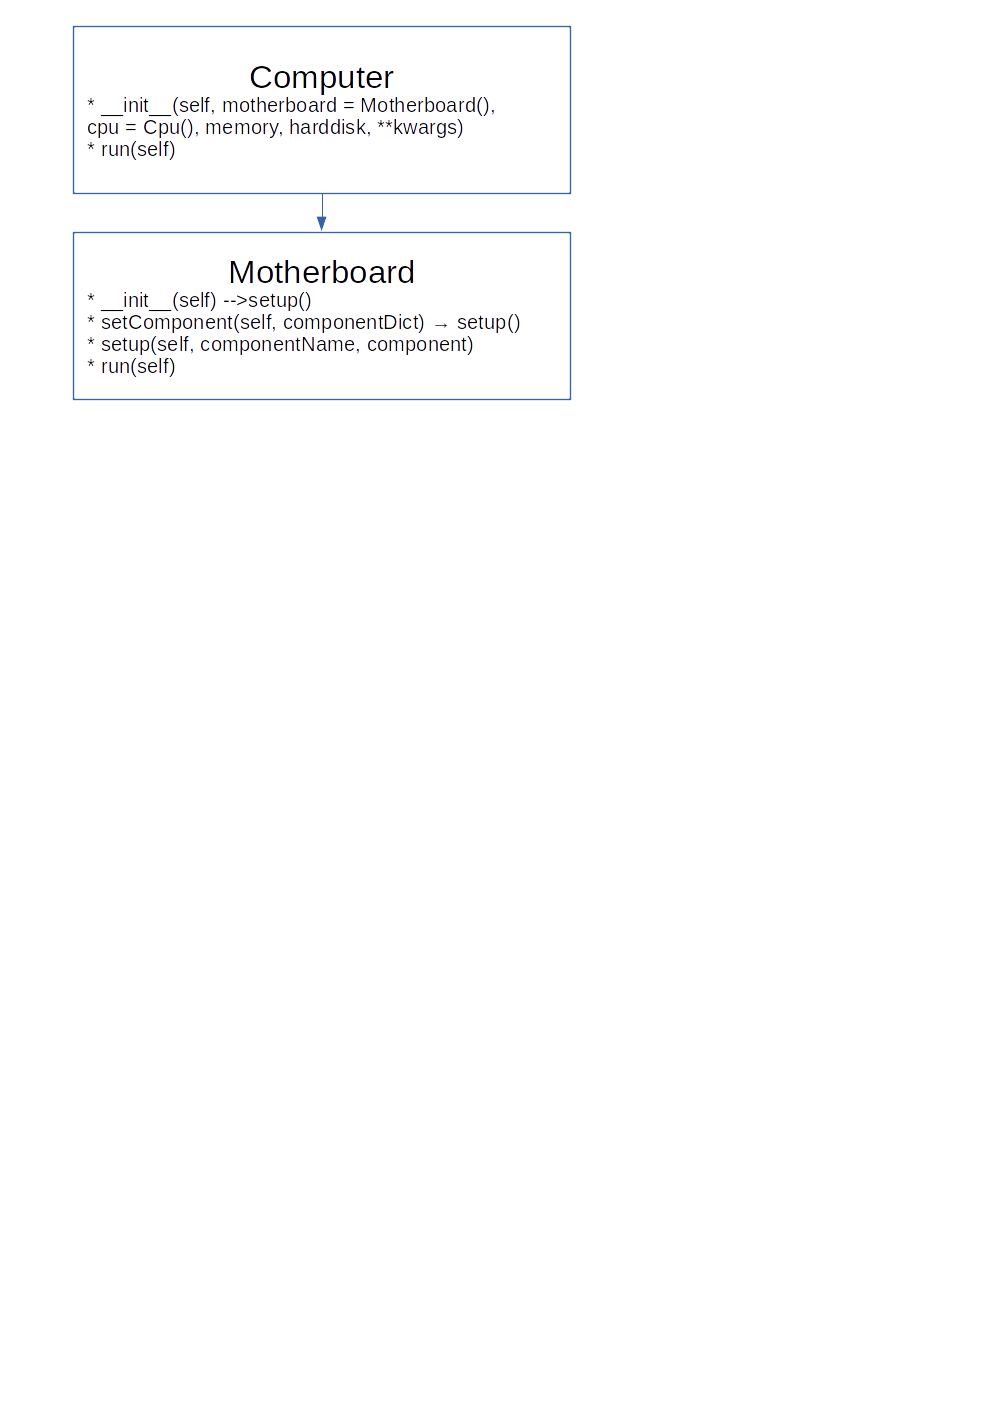 Computer
* __init__(self, motherboard = Motherboard(),
cpu = Cpu(), memory, harddisk, **kwargs)
* run(self)
Motherboard
* __init__(self) -->setup()
* setComponent(self, componentDict) → setup()
* setup(self, componentName, component)
* run(self)